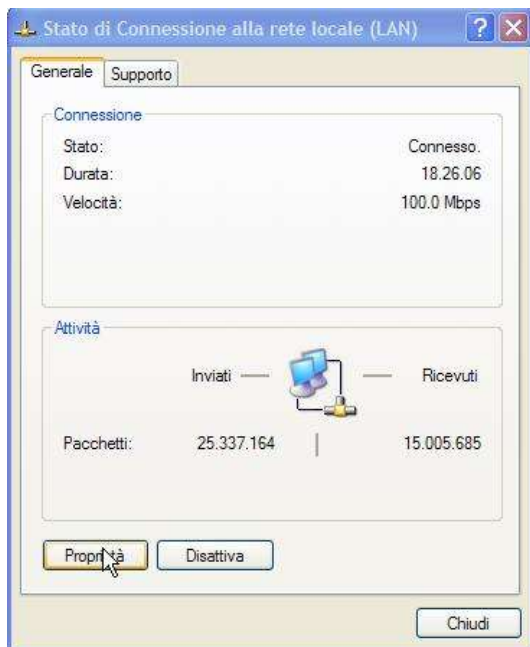 Stato di Connessione alla rete locale (LAN)
Generale Supporto
Connessione
Stato: Connesso.
Durata: 18.26.06
Velocità: 100.0 Mbps
Attività
Inviati Ricevuti
Pacchetti: 25.337.164 15.005.685
Proprietà Disattiva
Chiudi